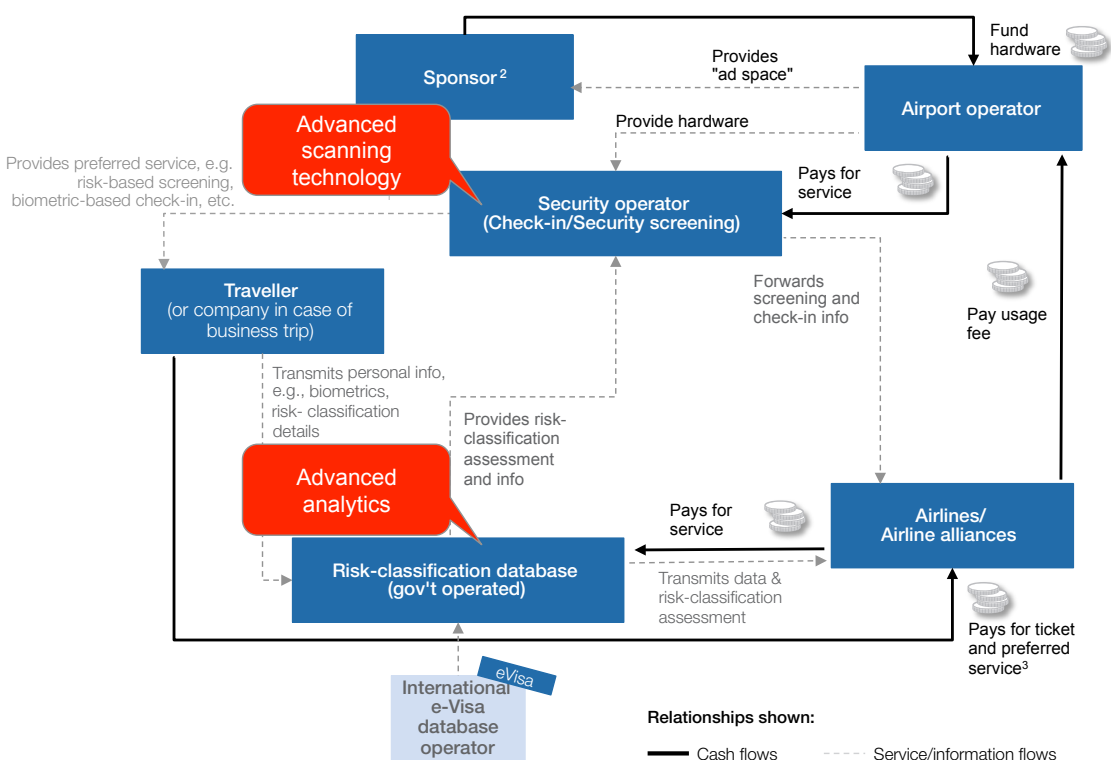 Fund
hardware
Provides
"ad space"
Sponsor2
Airport operator
Advanced
scanning
technology
Provide hardware
Provides preferred service, e.g.
risk-based screening,
biometric-based check-in, etc.
Pays for
service
Security operator
(Check-in/Security screening)
Traveller
(or company in case of
business trip)
Forwards
screening and
check-in info
Pay usage
fee
Transmits personal info,
e.g., biometrics,
risk- classification
details
Provides risk-
classification
assessment
and info
Advanced
analytics
Pays for
service
Airlines/
Airline alliances
Risk-classification database
(gov't operated)
Transmits data &
risk-classification
assessment
Pays for ticket
and preferred
service3
eVisa
International
e-Visa
database
operator
Relationships shown:
Cash flows
Service/information flows